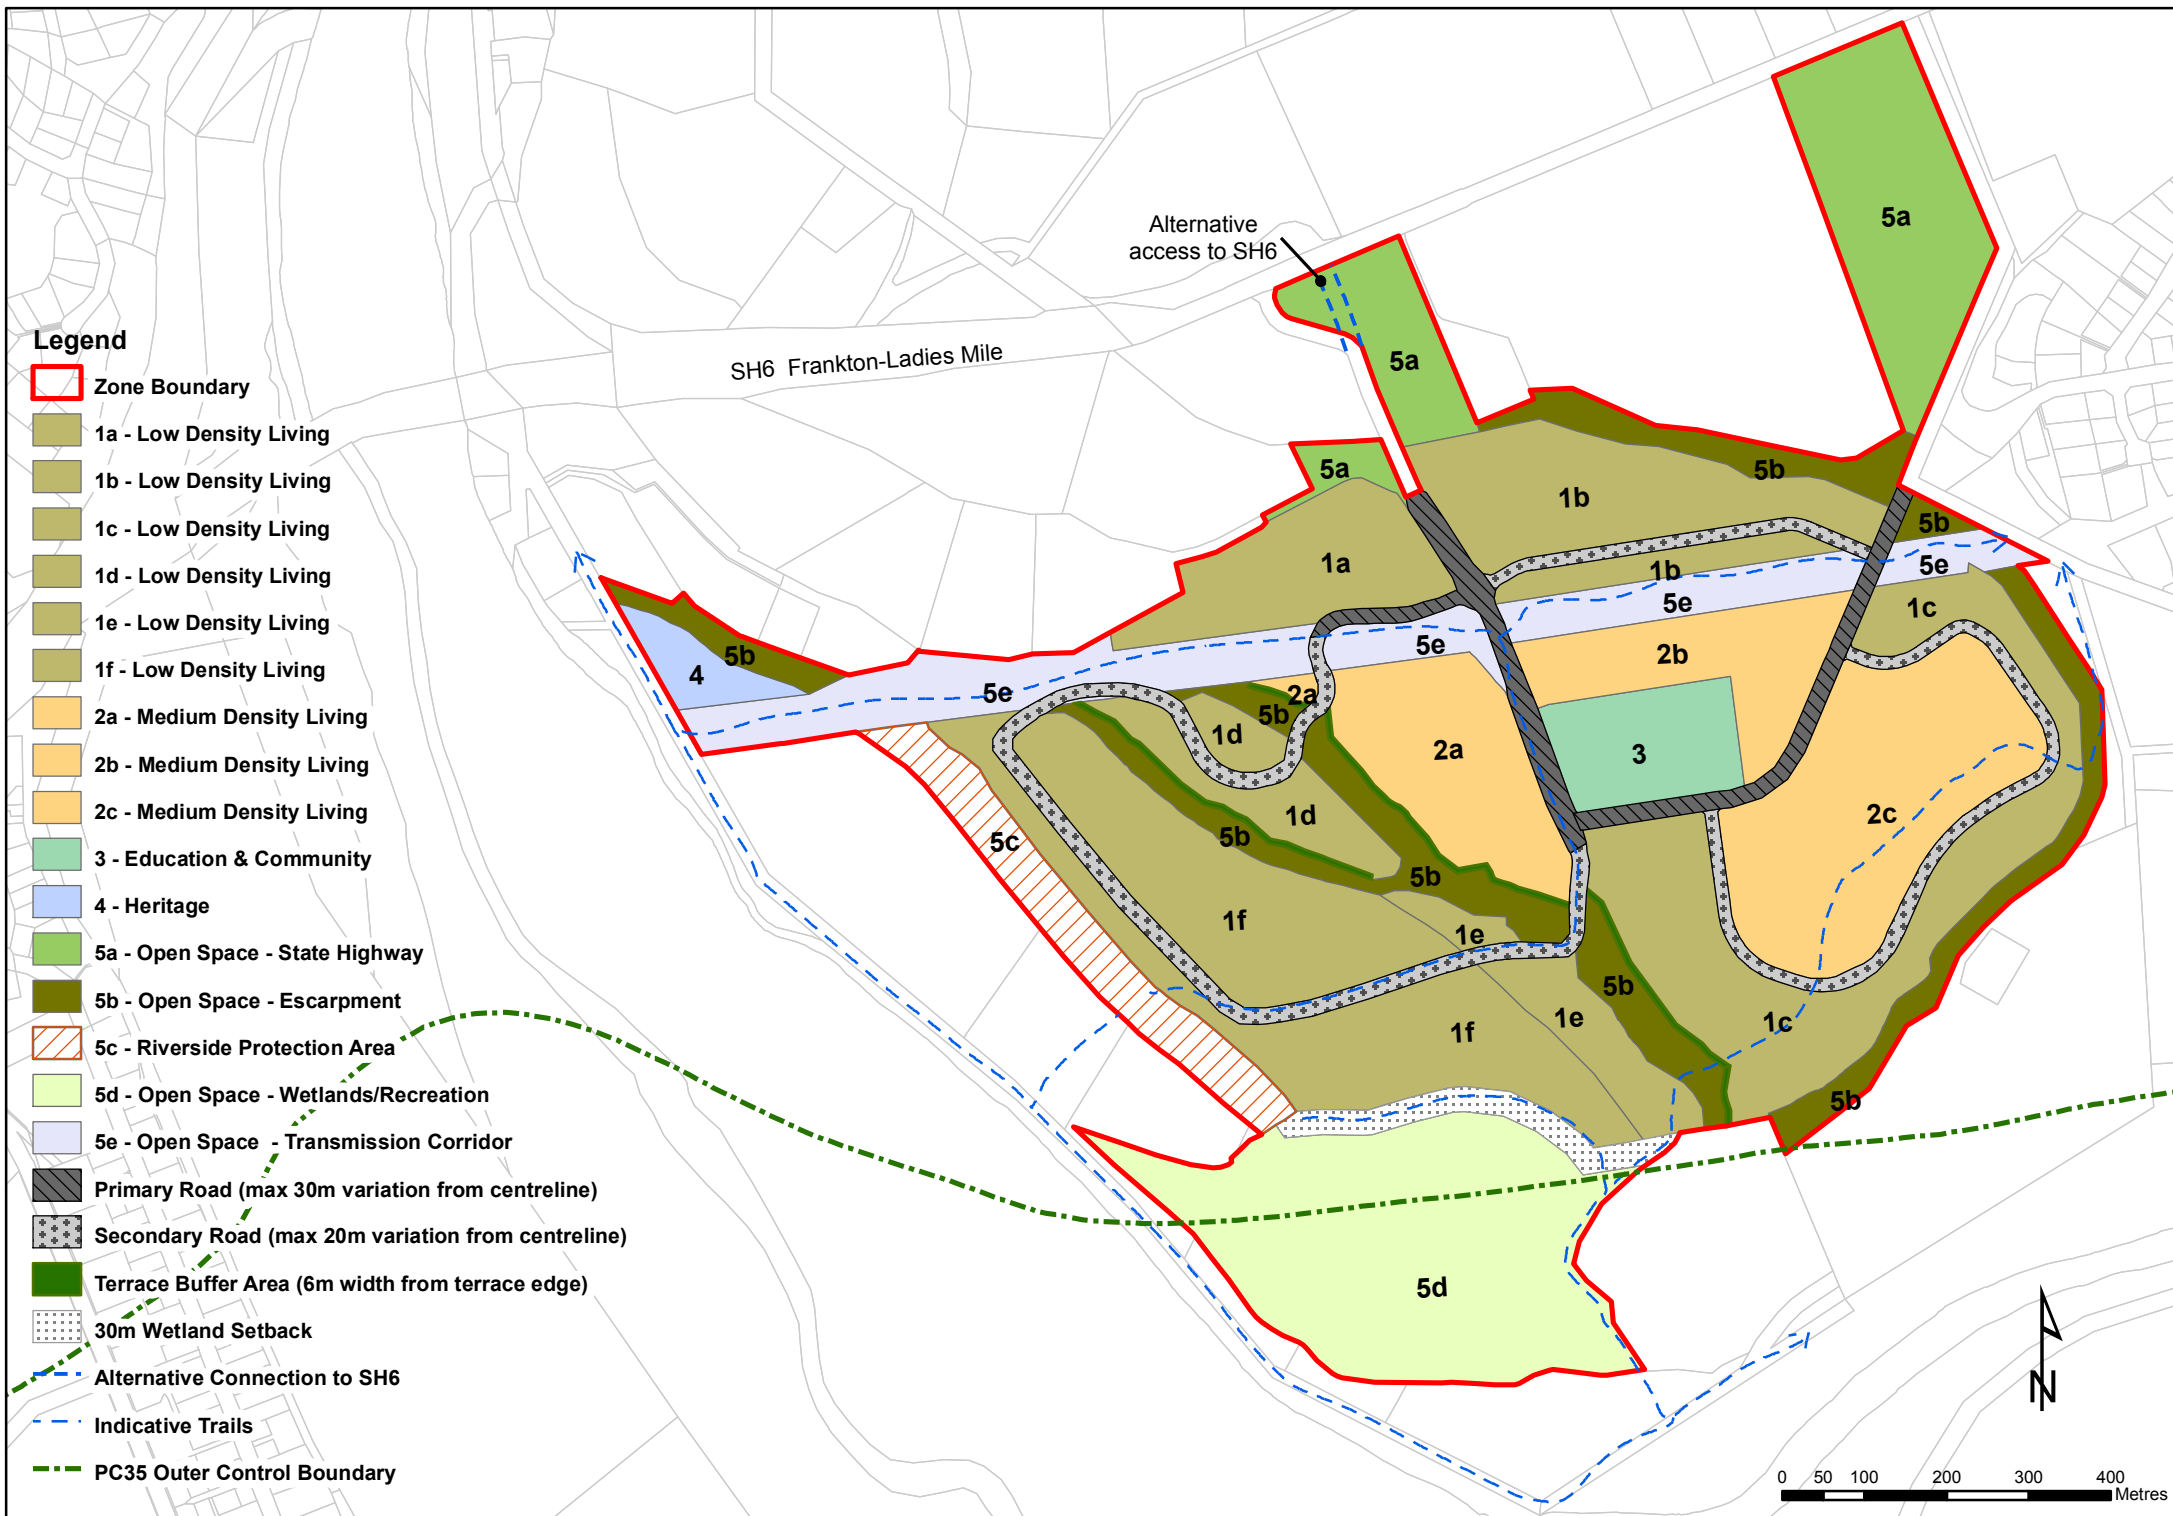 Alternative
access to SH6
SH6 Frankton-Ladies Mile
5a
5a
5a
5b
1b
5b
1a
1b
5e
5e
1c
5b
4
5e
5e
2b
2a
5b
1d
2a
3
2c
1d
5b
5c
5b
1f
1e
5b
1e
1f
1c
5b
5d
Legend
Zone Boundary
1a - Low Density Living
1b - Low Density Living
1c - Low Density Living
1d - Low Density Living
1e - Low Density Living
1f - Low Density Living
2a - Medium Density Living
2b - Medium Density Living
2c - Medium Density Living
3 - Education & Community
4 - Heritage
5a - Open Space - State Highway
5b - Open Space - Escarpment
5c - Riverside Protection Area
5d - Open Space - Wetlands/Recreation
5e - Open Space - Transmission Corridor
Primary Road (max 30m variation from centreline)
Secondary Road (max 20m variation from centreline)
Terrace Buffer Area (6m width from terrace edge)
30m Wetland Setback
Alternative Connection to SH6
Indicative Trails
PC35 Outer Control Boundary
N
0 50 100 200 300 400
Metres